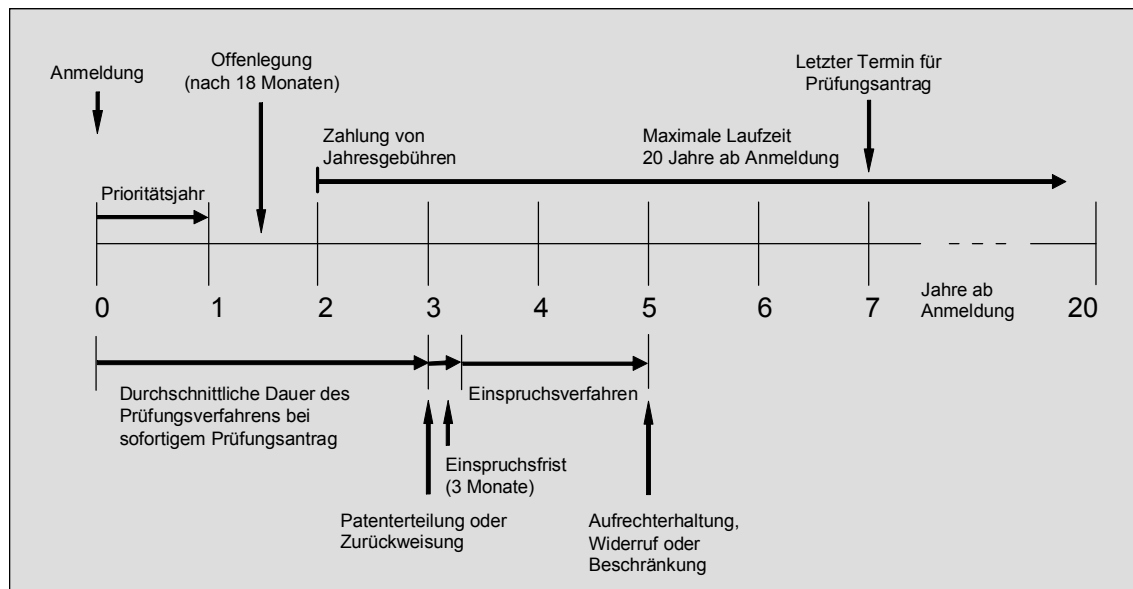 Anmeldung
Offenlegung
(nach 18 Monaten)
Letzter Termin für
Prüfungsantrag
Zahlung von
Jahresgebühren
Maximale Laufzeit
20 Jahre ab Anmeldung
Prioritätsjahr
0 1 2 3 4 5 6 7 20
Jahre ab
Anmeldung
Durchschnittliche Dauer des
Prüfungsverfahrens bei
sofortigem Prüfungsantrag
Einspruchsverfahren
Einspruchsfrist
(3 Monate)
Patenterteilung oder
Zurückweisung
Aufrechterhaltung,
Widerruf oder
Beschränkung